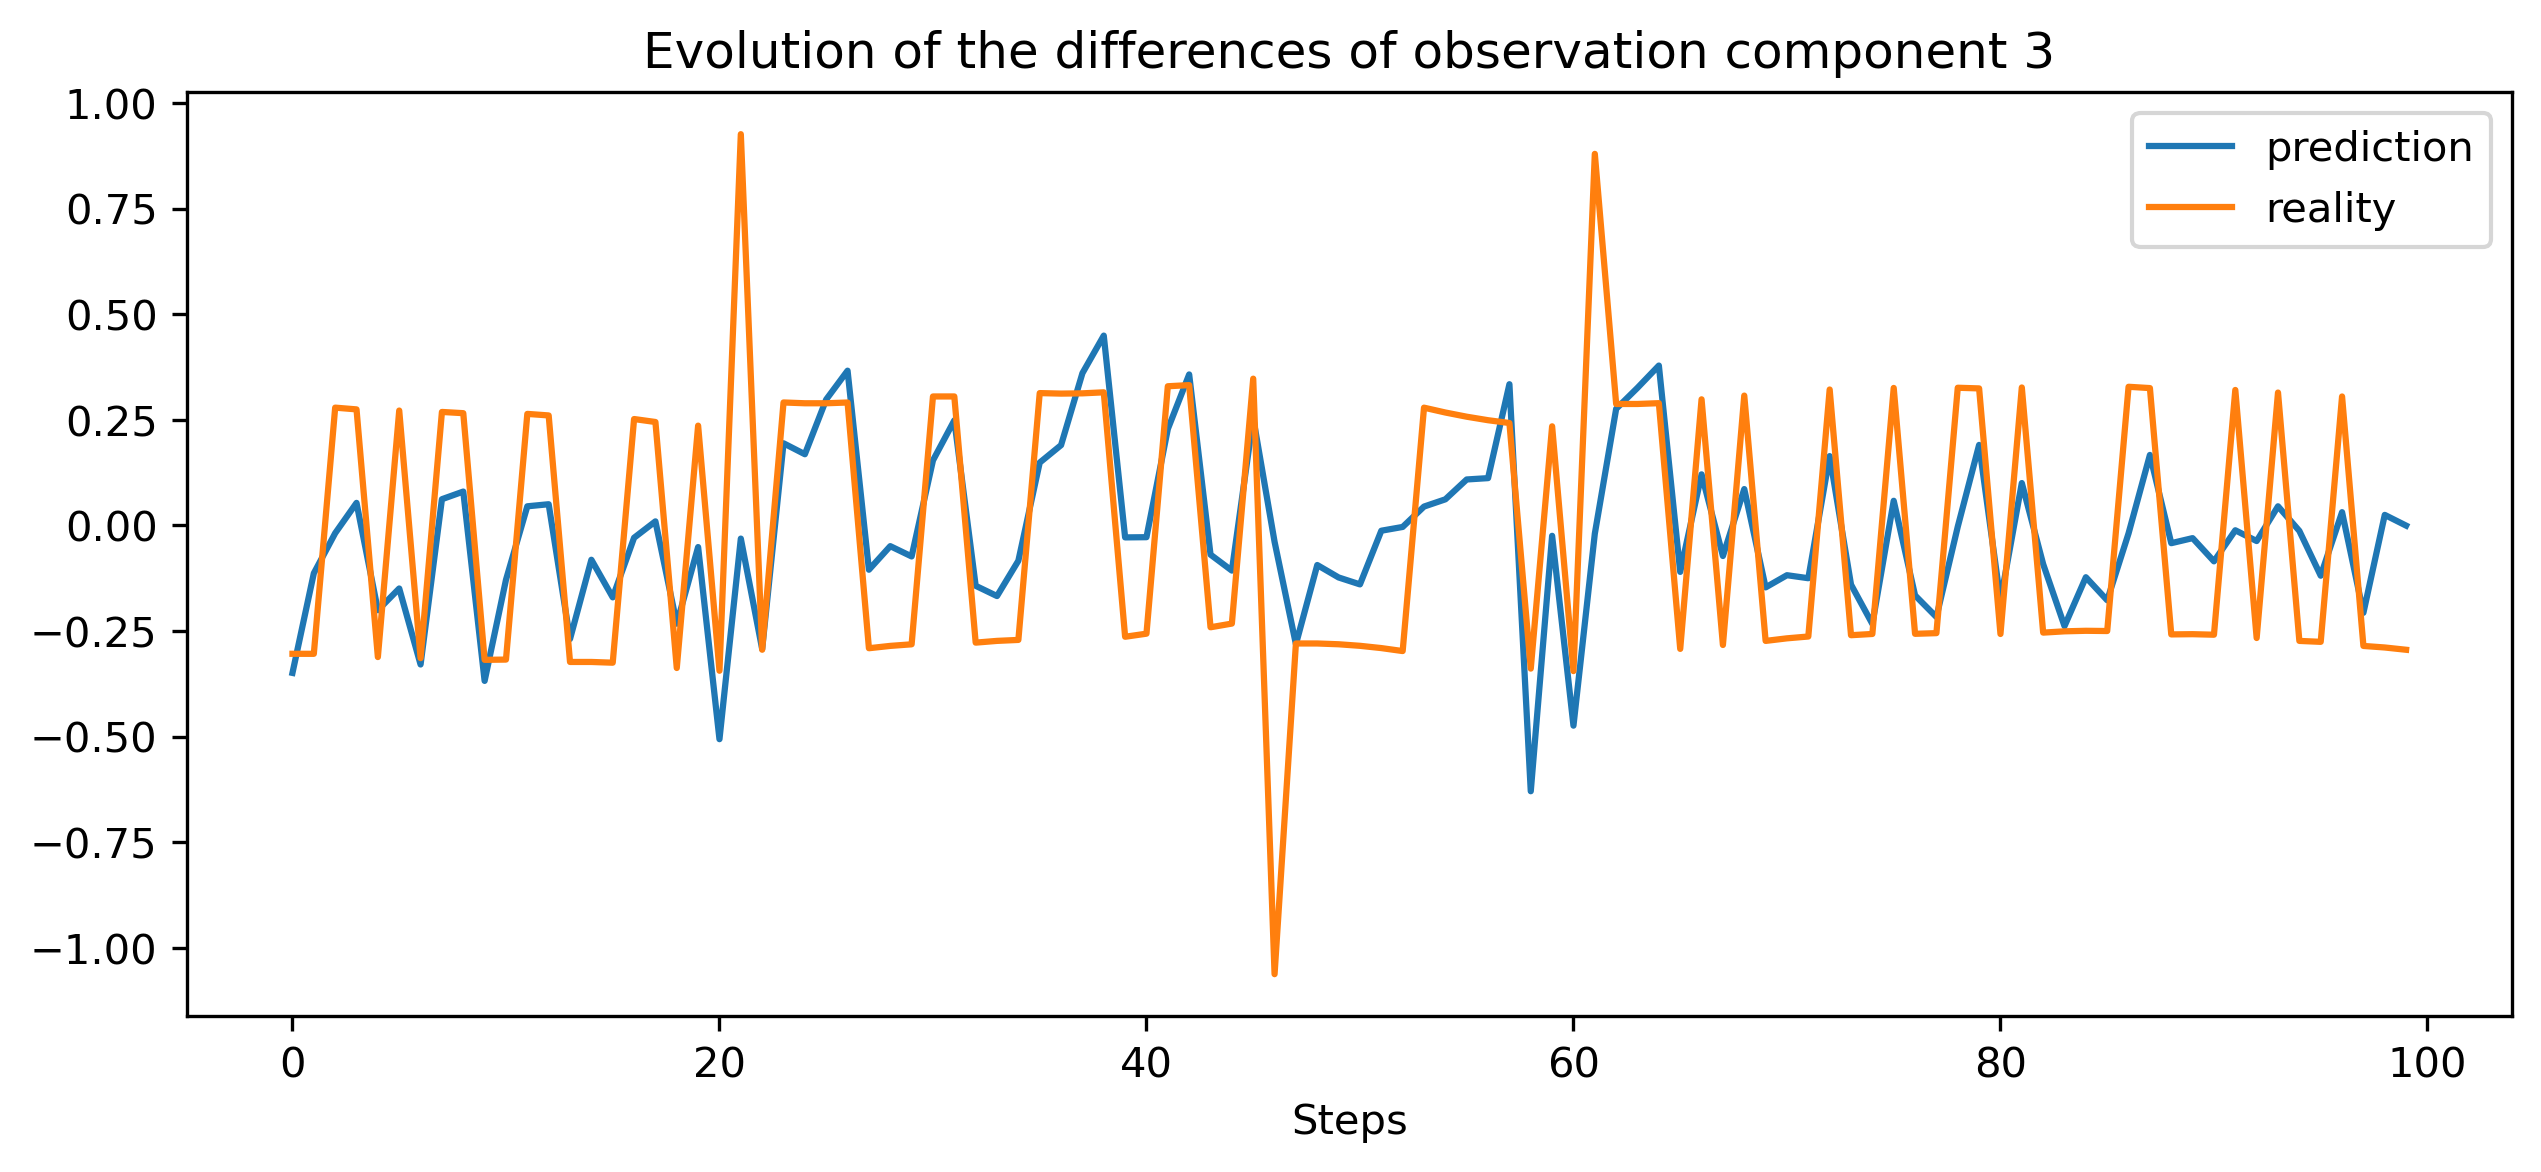 Evolution of the differences of observation component 3
1.00
0.75
0.50
0.25
0.00
−0.25
−0.50
−0.75
−1.00
prediction
reality
0 20 40 60 80 100
Steps